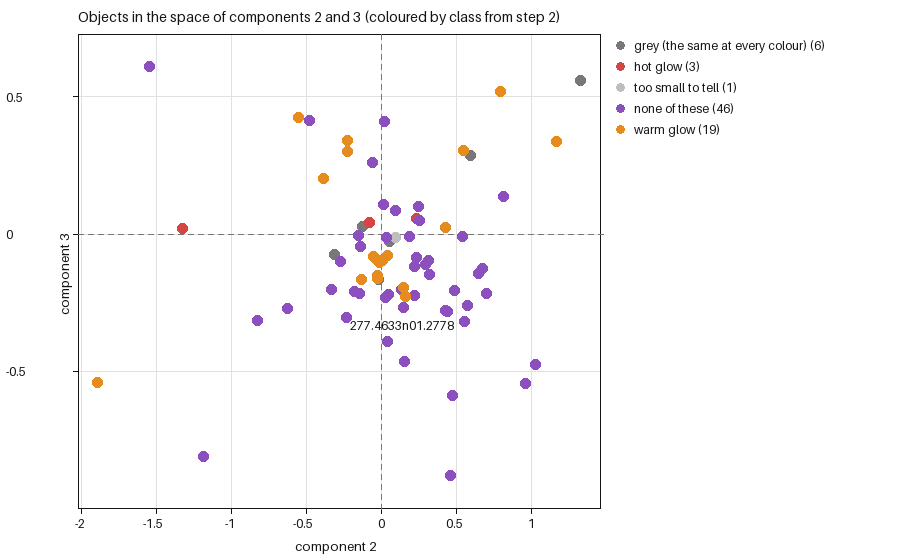 Objects in the space of components 2 and 3 (coloured by class from step 2)
grey (the same at every colour) (6)
hot glow (3)
too small to tell (1)
none of these (46)
warm glow (19)
0.5
0
-0.5
component 3
277.4633n01.2778
-2
-1.5
-1
-0.5
0
0.5
1
component 2